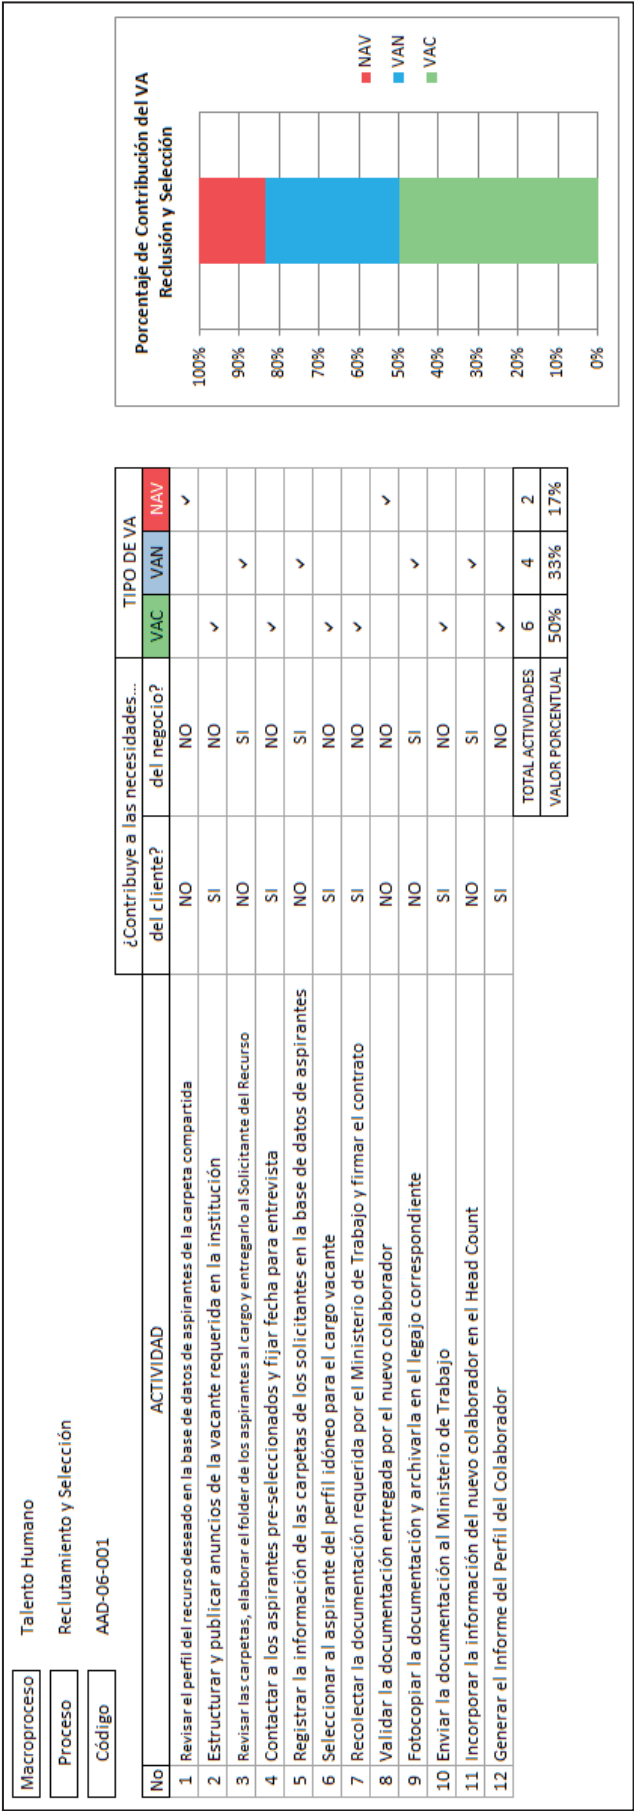 Macroproceso Talento Humano
Proceso Reclutamiento y Selección
Código AAD-06-001
¿Contribuye a las necesidades... TIPO DE VA
No ACTIVIDAD del cliente? del negocio? VAC VAN NAV
1 Revisar el perfil del recurso deseado en la base de datos de aspirantes de la carpeta compartida NO NO ✓
2 Estructurar y publicar anuncios de la vacante requerida en la institución SI NO ✓
3 Revisar las carpetas, elaborar el folder de los aspirantes al cargo y entregarlo al Solicitante del Recurso NO SI ✓
4 Contactar a los aspirantes pre-seleccionados y fijar fecha para entrevista SI NO ✓
5 Registrar la información de las carpetas de los solicitantes en la base de datos de aspirantes NO SI ✓
6 Seleccionar al aspirante del perfil idóneo para el cargo vacante SI NO ✓
7 Recolectar la documentación requerida por el Ministerio de Trabajo y firmar el contrato SI NO ✓
8 Validar la documentación entregada por el nuevo colaborador NO NO ✓
9 Fotocopiar la documentación y archivarla en el legajo correspondiente NO SI ✓
10 Enviar la documentación al Ministerio de Trabajo SI NO ✓
11 Incorporar la información del nuevo colaborador en el Head Count NO SI ✓
12 Generar el Informe del Perfil del Colaborador SI NO ✓
TOTAL ACTIVIDADES 6 4 2
VALOR PORCENTUAL 50% 33% 17%
Porcentaje de Contribución del VA
Reclusión y Selección
100%
90%
80%
70%
60%
50%
40%
30%
20%
10%
0%
NAV
VAN
VAC